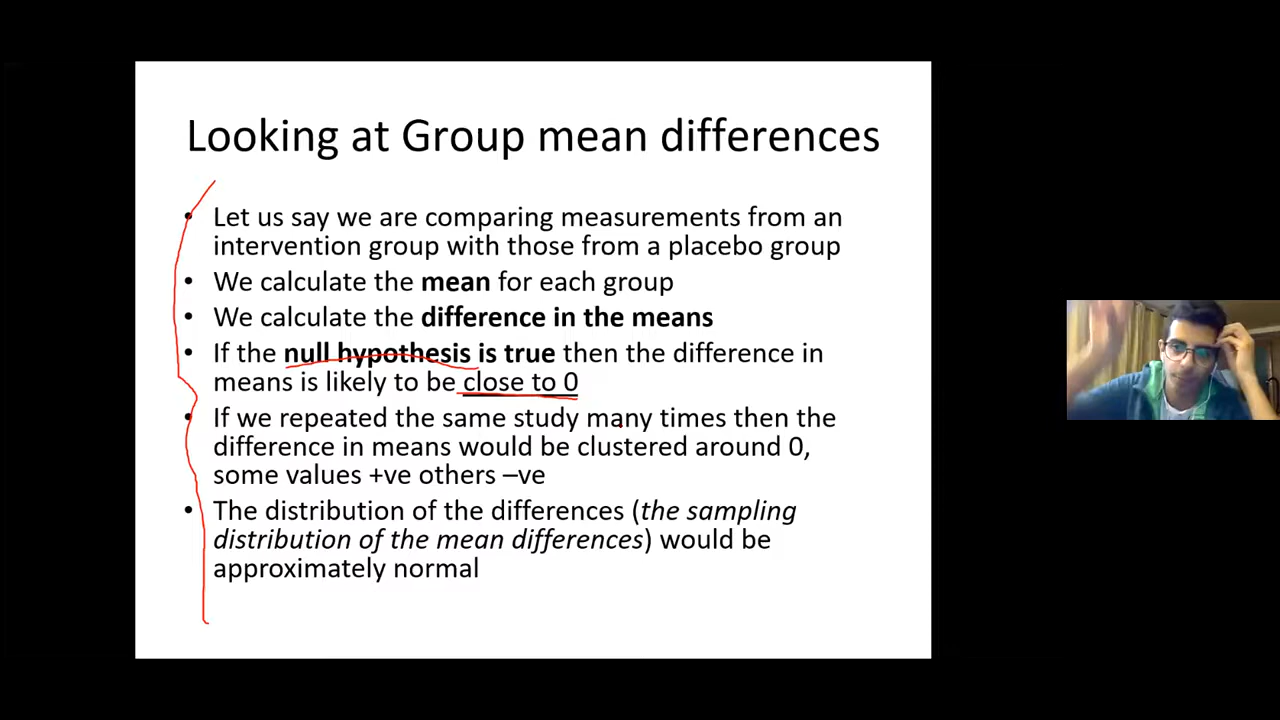 Looking at Group mean differences
• Let us say we are comparing measurements from an
intervention group with those from a placebo group
• We calculate the mean for each group
• We calculate the difference in the means
• If the null hypothesis is true then the difference in
means is likely to be close to 0
• If we repeated the same study many times then the
difference in means would be clustered around 0,
some values +ve others –ve
• The distribution of the differences (the sampling
distribution of the mean differences) would be
approximately normal